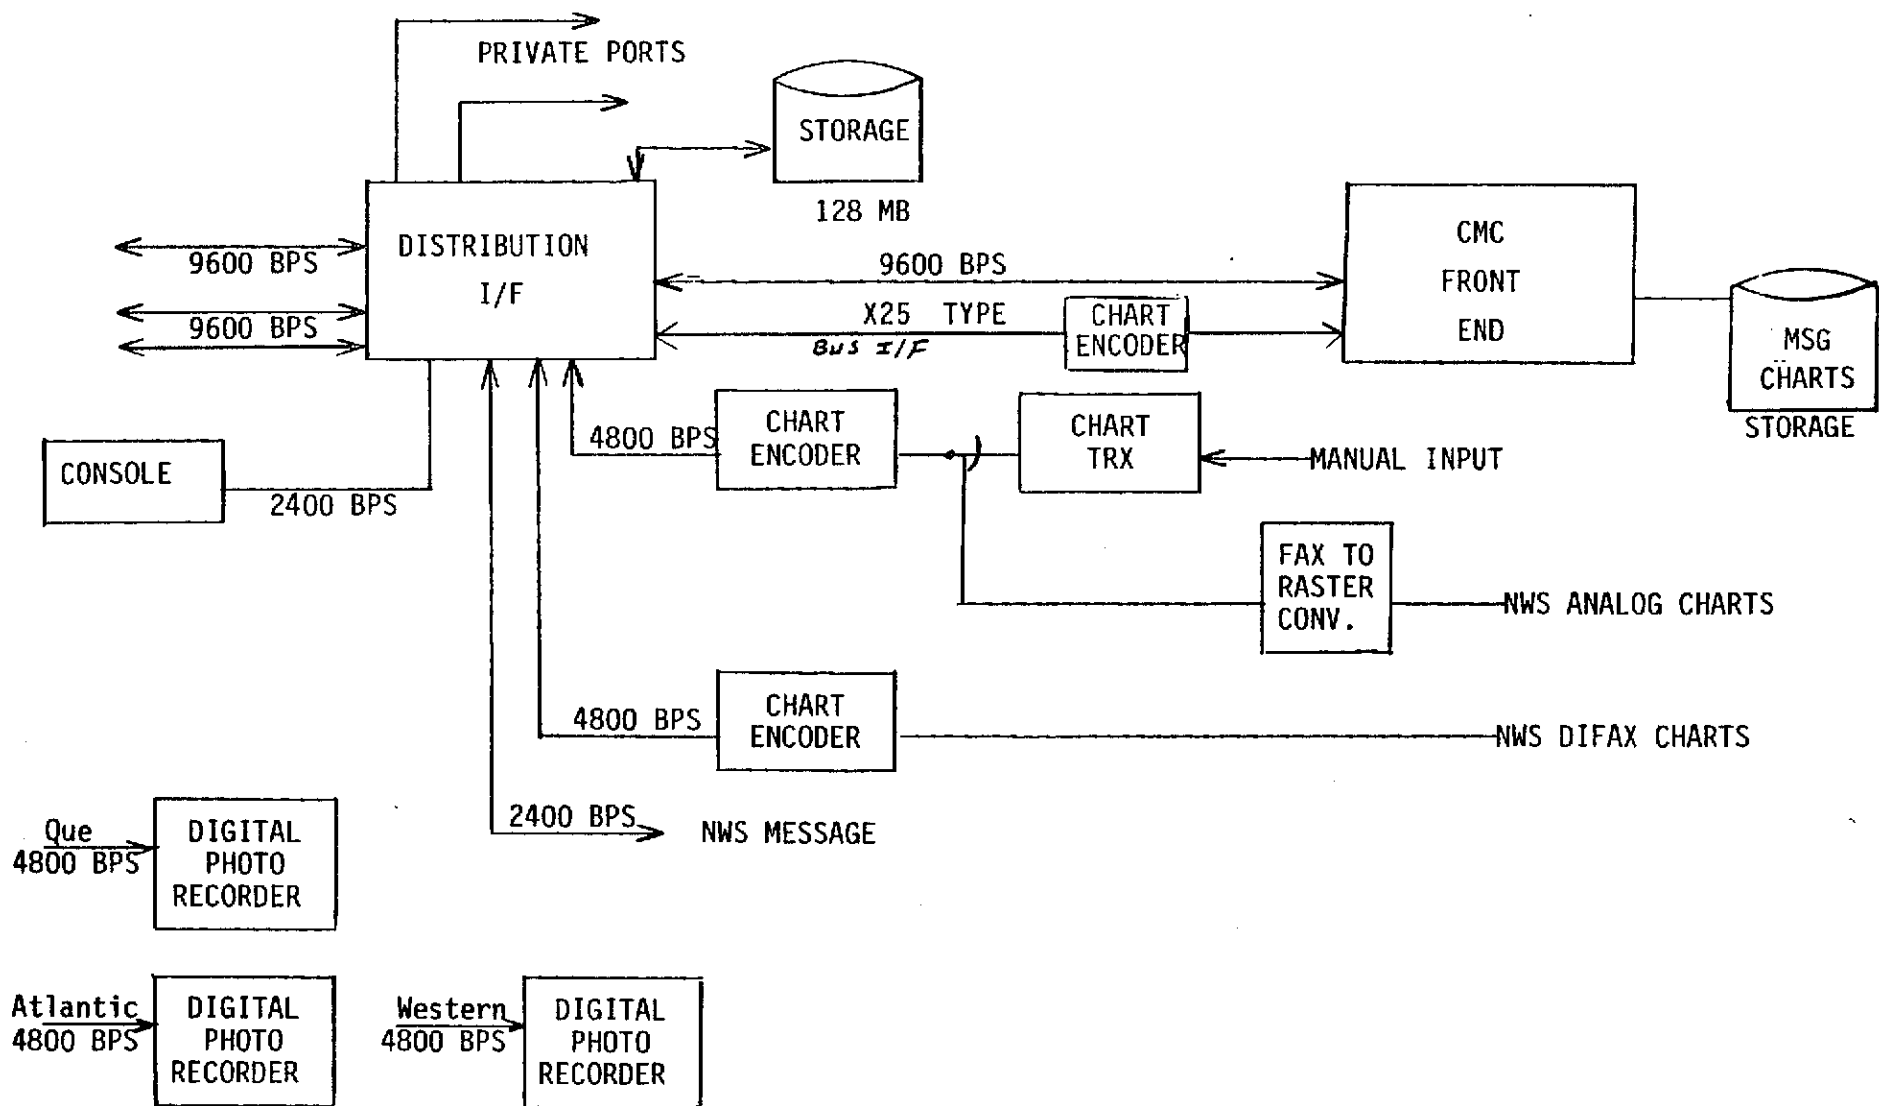 PRIVATE PORTS
STORAGE
128 MB
DISTRIBUTION
I/F
9600 BPS
9600 BPS
9600 BPS
X25 TYPE
BUS I/F
CHART
ENCODER
CMC
FRONT
END
MSG
CHARTS
STORAGE
CONSOLE
2400 BPS
4800 BPS
CHART
ENCODER
CHART
TRX
MANUAL INPUT
FAX TO
RASTER
CONV.
NWS ANALOG CHARTS
4800 BPS
CHART
ENCODER
NWS DIFAX CHARTS
2400 BPS
NWS MESSAGE
Que
4800 BPS
DIGITAL
PHOTO
RECORDER
Atlantic
4800 BPS
DIGITAL
PHOTO
RECORDER
Western
4800 BPS
DIGITAL
PHOTO
RECORDER